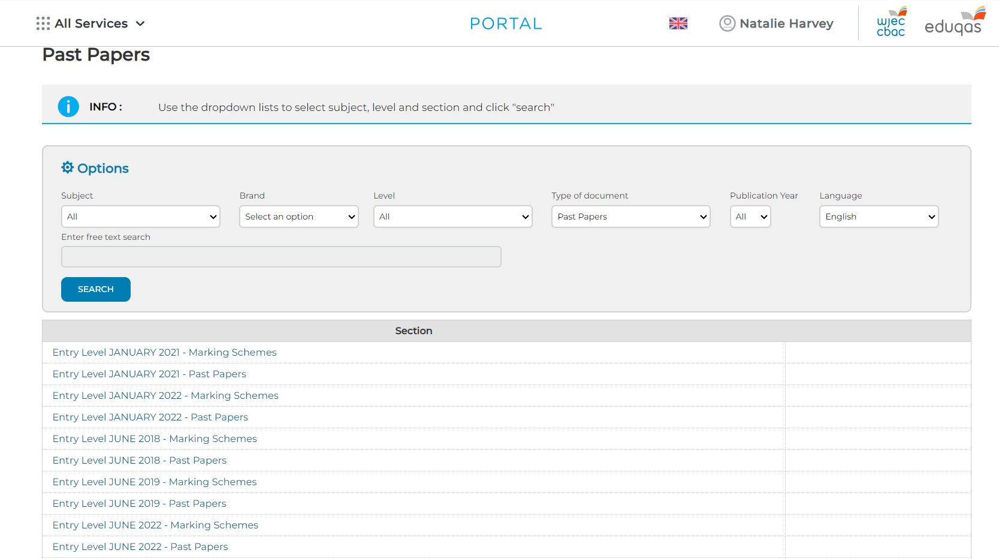 All Services
PORTAL
Natalie Harvey
wjec
cbac
eduqas
Past Papers
INFO :
Use the dropdown lists to select subject, level and section and click "search"
Options
Subject
Brand
Level
Type of document
Publication Year
Language
All
Select an option
All
Past Papers
All
English
Enter free text search
SEARCH
Section
Entry Level JANUARY 2021 - Marking Schemes
Entry Level JANUARY 2021 - Past Papers
Entry Level JANUARY 2022 - Marking Schemes
Entry Level JANUARY 2022 - Past Papers
Entry Level JUNE 2018 - Marking Schemes
Entry Level JUNE 2018 - Past Papers
Entry Level JUNE 2019 - Marking Schemes
Entry Level JUNE 2019 - Past Papers
Entry Level JUNE 2022 - Marking Schemes
Entry Level JUNE 2022 - Past Papers